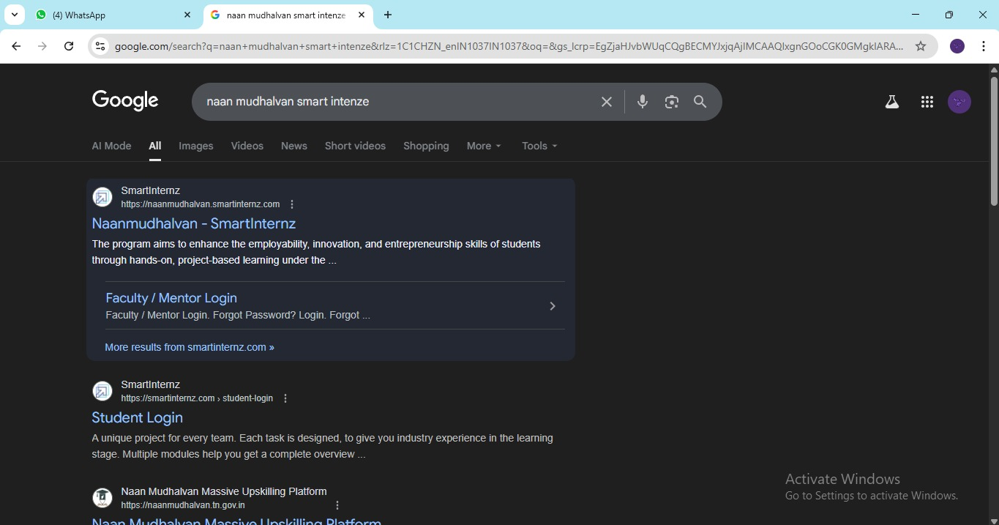 (4) WhatsApp
naan mudhalvan smart intenze
google.com/search?q=naan+mudhalvan+smart+intenze&rlz=1C1CHZN_enIN1037IN1037&oq=&gs_lcrp=EgZjaHJvbWUqCQgBECMYJxjqAjIMCAAQIxgnGOoCGK0GMgkIARA...
Google
naan mudhalvan smart intenze
AI Mode All Images Videos News Short videos Shopping More Tools
SmartInternz
https://naanmudhalvan.smartinternz.com
Naanmudhalvan - SmartInternz
The program aims to enhance the employability, innovation, and entrepreneurship skills of students
through hands-on, project-based learning under the ...
Faculty / Mentor Login
Faculty / Mentor Login. Forgot Password? Login. Forgot ...
More results from smartinternz.com »
SmartInternz
https://smartinternz.com › student-login
Student Login
A unique project for every team. Each task is designed, to give you industry experience in the learning
stage. Multiple modules help you get a complete overview ...
Naan Mudhalvan Massive Upskilling Platform
https://naanmudhalvan.tn.gov.in
Naan Mudhalvan Massive Upskilling Platform
Activate Windows
Go to Settings to activate Windows.